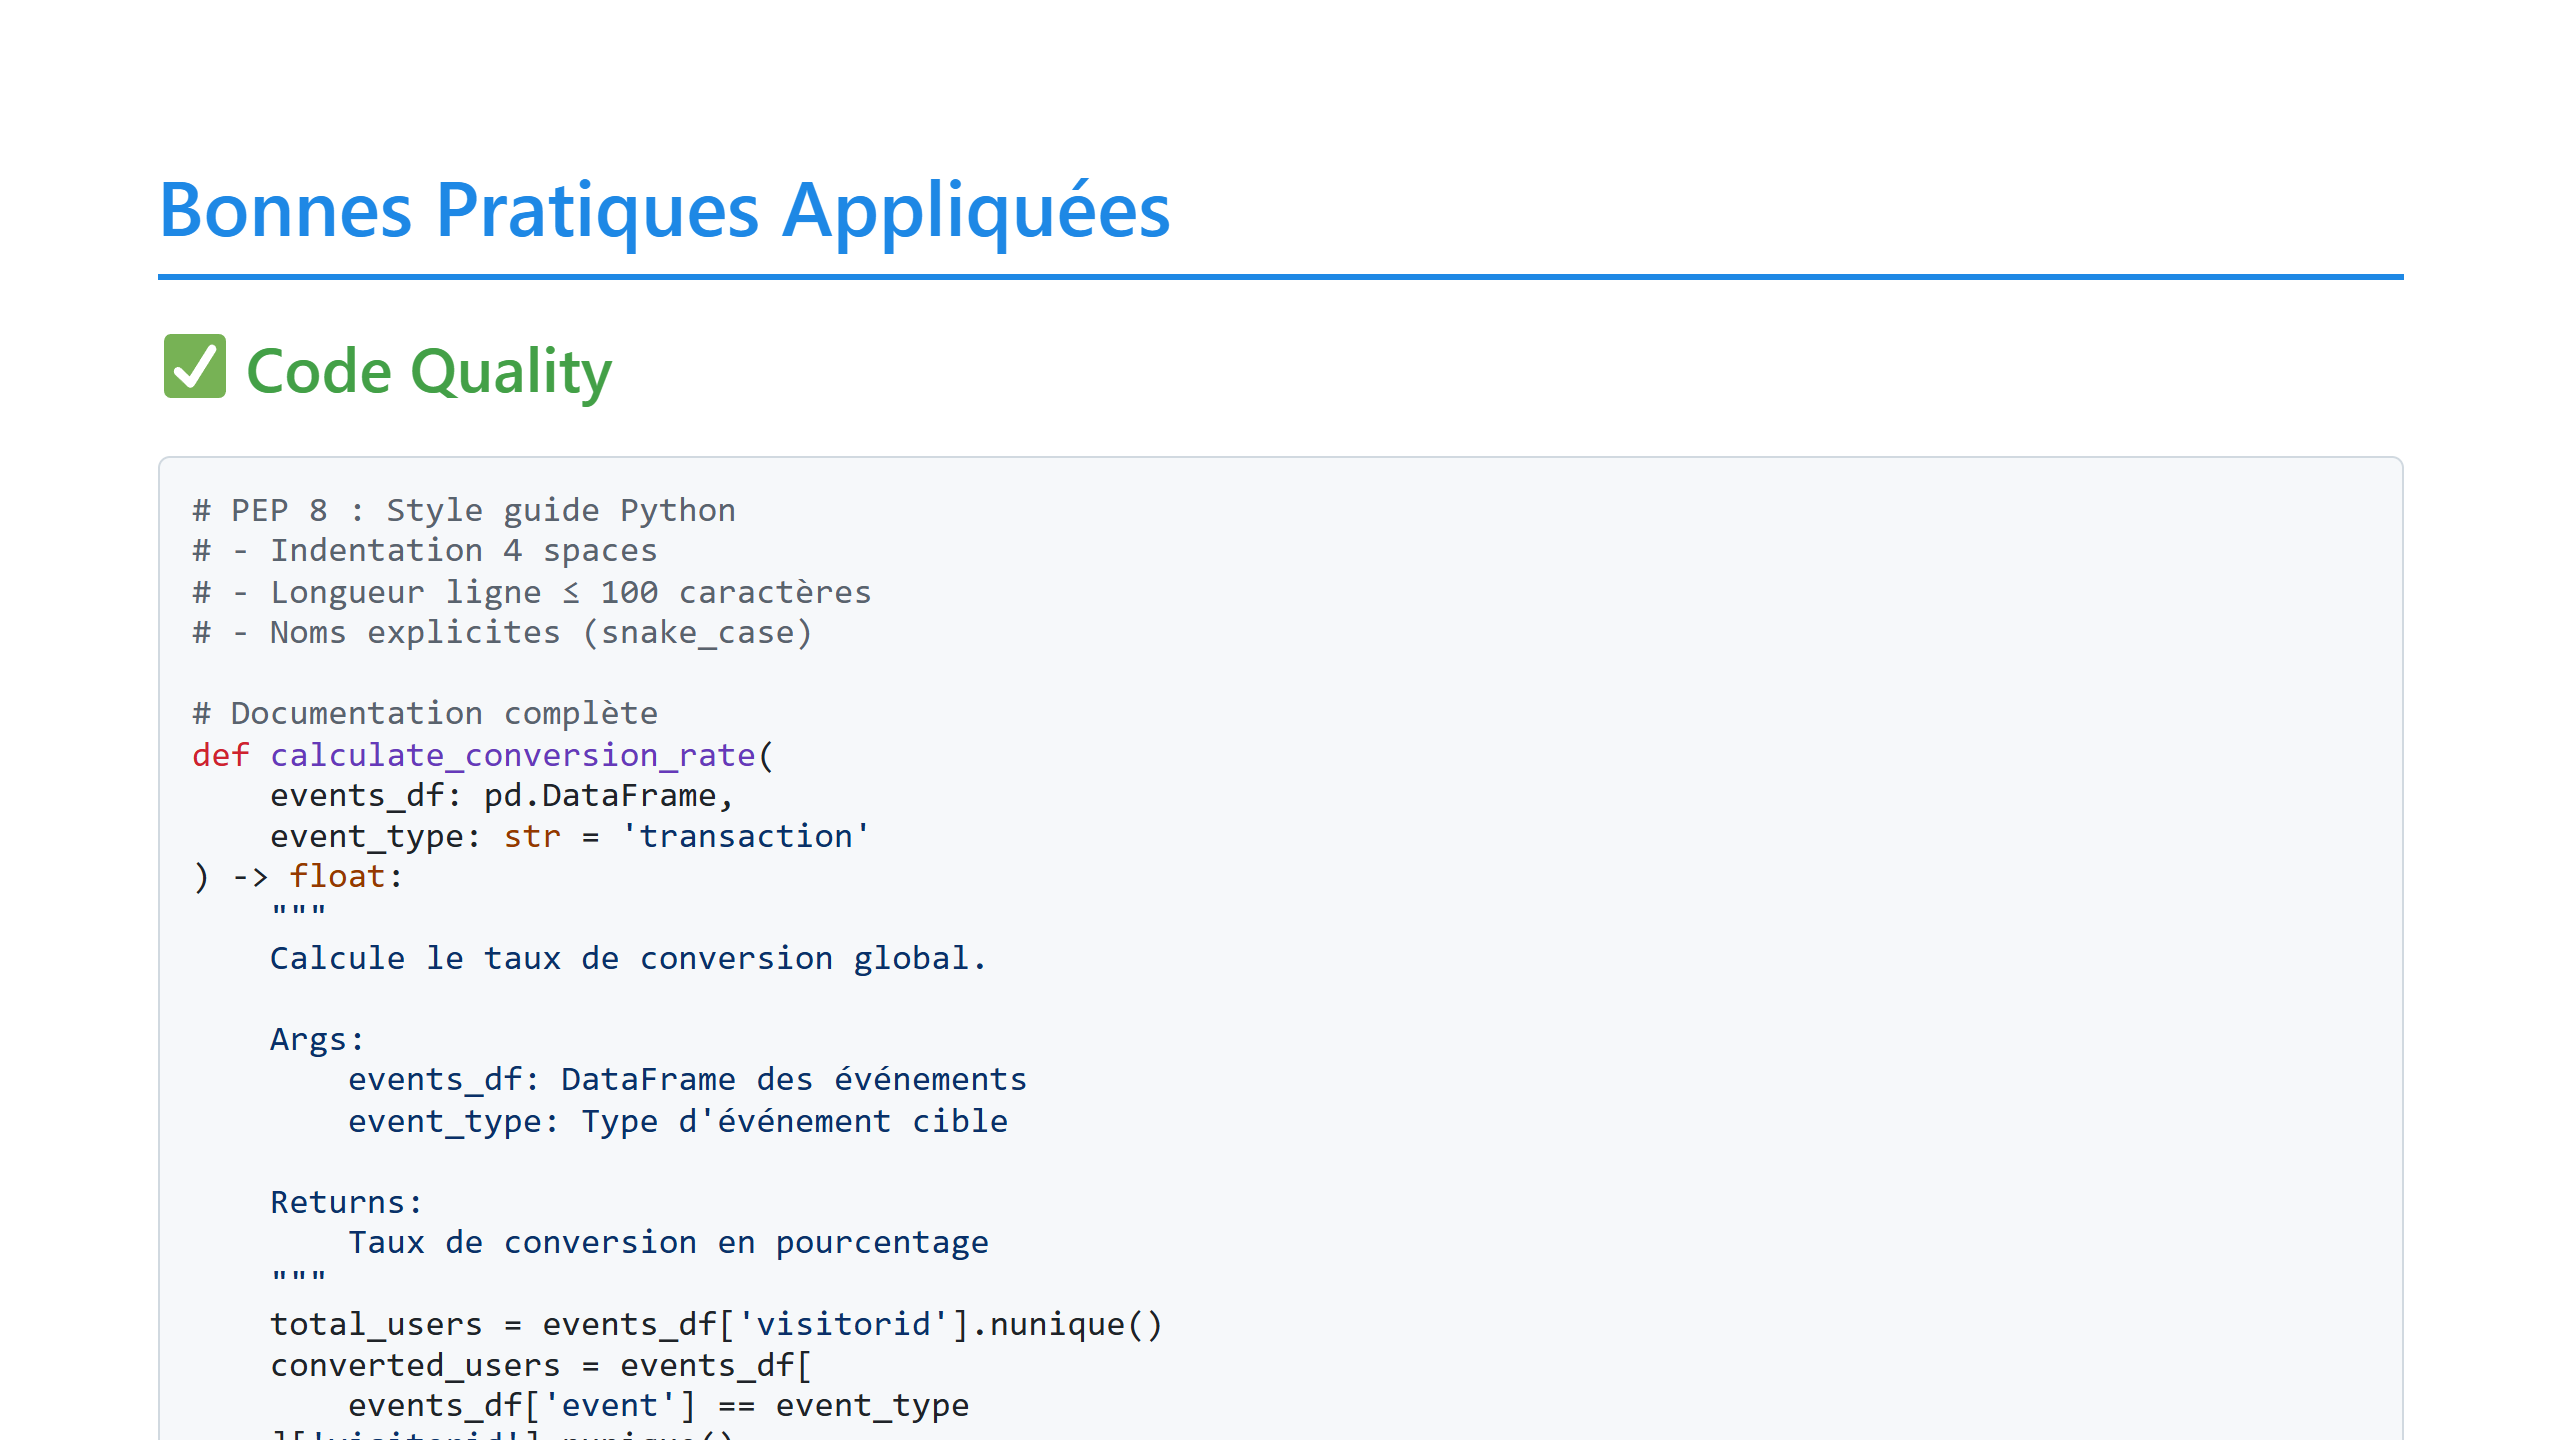 Bonnes Pratiques Appliquées
✅ Code Quality
# PEP 8 : Style guide Python
# - Indentation 4 spaces
# - Longueur ligne ≤ 100 caractères
# - Noms explicites (snake_case)
# Documentation complète
def calculate_conversion_rate(
    events_df: pd.DataFrame,
    event_type: str = 'transaction'
) -> float:
    """
    Calcule le taux de conversion global.
    Args:
        events_df: DataFrame des événements
        event_type: Type d'événement cible
    Returns:
        Taux de conversion en pourcentage
    """
    total_users = events_df['visitorid'].nunique()
    converted_users = events_df[
        events_df['event'] == event_type
    ]['visitorid'].nunique()